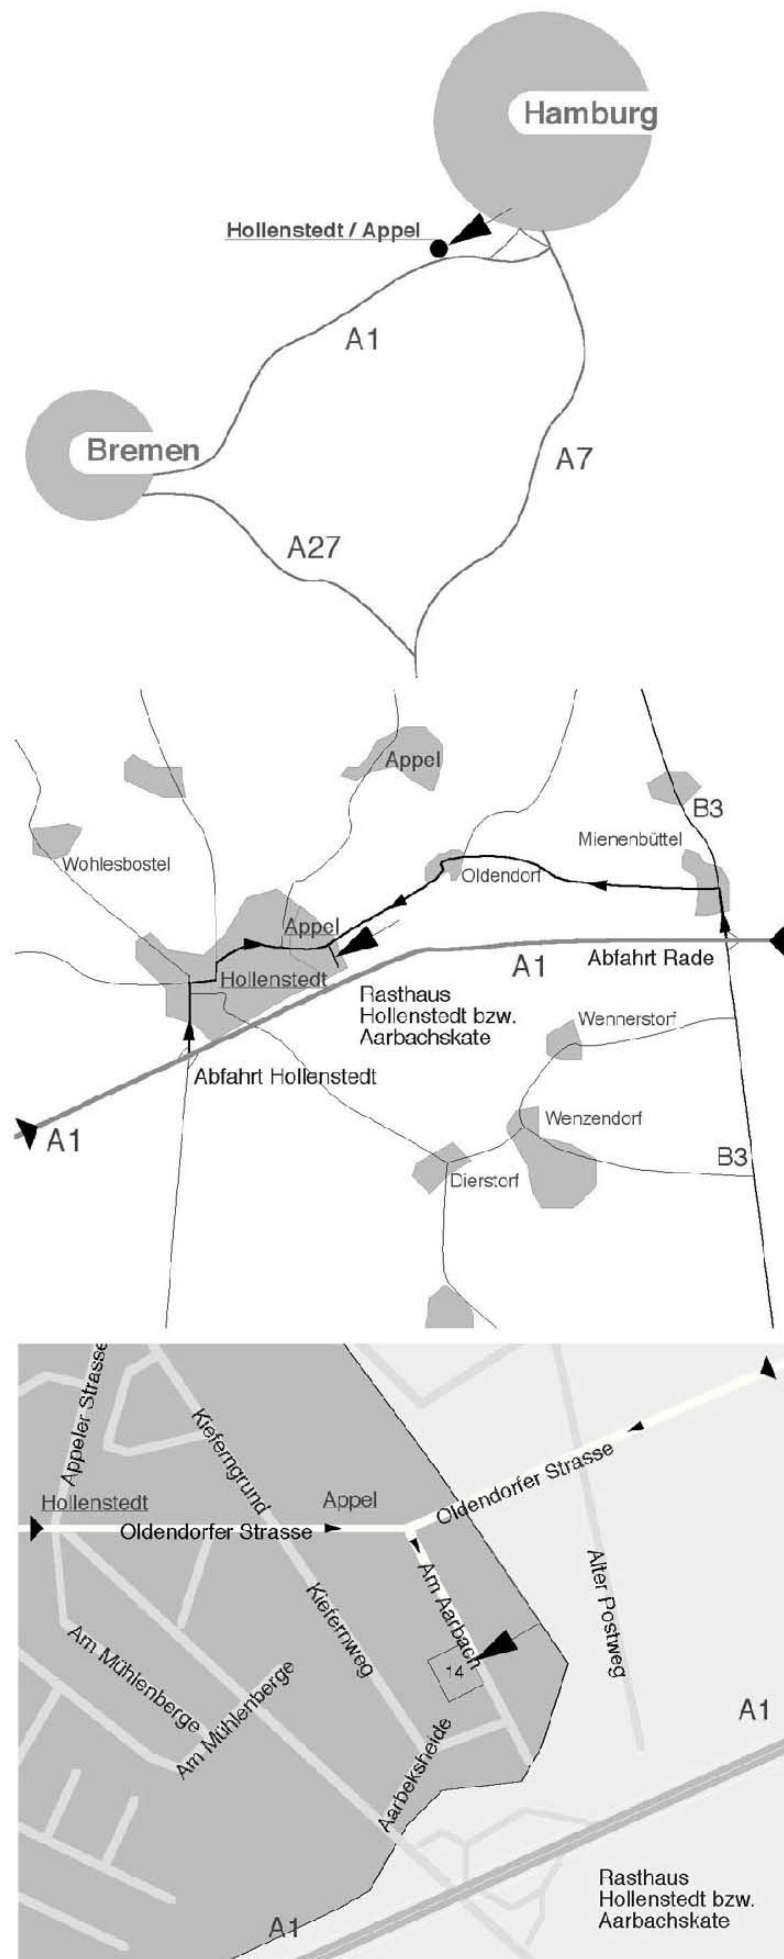 Hamburg
Hollenstedt / Appel
A1
Bremen
A7
A27
Appel
B3
Mienenbüttel
Wohlesbostel
Oldendorf
Appel
Abfahrt Rade
A1
Hollenstedt
Rasthaus
Hollenstedt bzw.
Aarbachskate
Wennerstorf
Abfahrt Hollenstedt
Wenzendorf
A1
B3
Dierstorf
Appeler Strasse
Kieferngrund
Hollenstedt
Appel
Oldendorfer Strasse
Oldendorfer Strasse
Am Aarbach
Alter Postweg
Kiefernweg
Am Mühlenberge
14
Am Mühlenberge
A1
Aarbeksheide
Rasthaus
Hollenstedt bzw.
Aarbachskate
A1